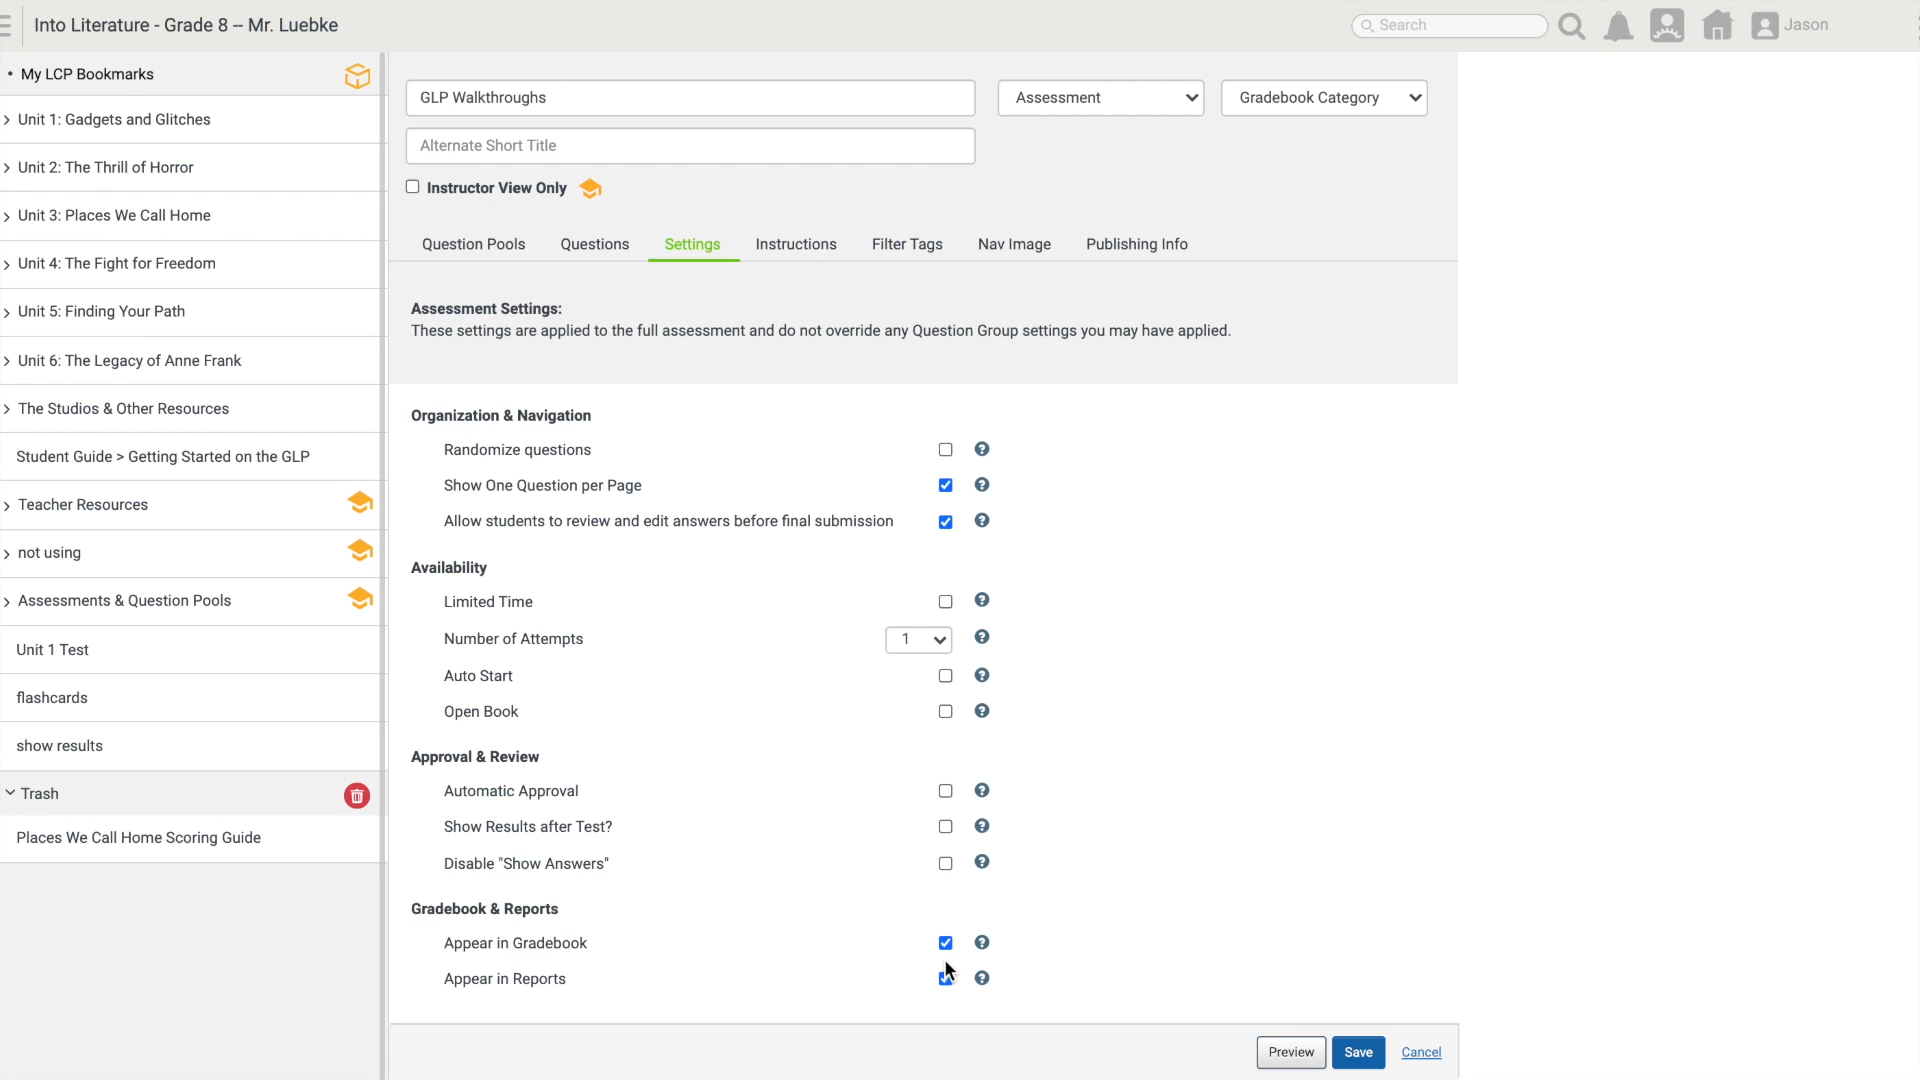 Into Literature - Grade 8 -- Mr. Luebke
Search
Jason
• My LCP Bookmarks
Unit 1: Gadgets and Glitches
Unit 2: The Thrill of Horror
Unit 3: Places We Call Home
Unit 4: The Fight for Freedom
Unit 5: Finding Your Path
Unit 6: The Legacy of Anne Frank
The Studios & Other Resources
Student Guide > Getting Started on the GLP
Teacher Resources
not using
Assessments & Question Pools
Unit 1 Test
flashcards
show results
Trash
Places We Call Home Scoring Guide
GLP Walkthroughs
Assessment
Gradebook Category
Alternate Short Title
Instructor View Only
Question Pools
Questions
Settings
Instructions
Filter Tags
Nav Image
Publishing Info
Assessment Settings:
These settings are applied to the full assessment and do not override any Question Group settings you may have applied.
Organization & Navigation
Randomize questions
Show One Question per Page
Allow students to review and edit answers before final submission
Availability
Limited Time
Number of Attempts
1
Auto Start
Open Book
Approval & Review
Automatic Approval
Show Results after Test?
Disable "Show Answers"
Gradebook & Reports
Appear in Gradebook
Appear in Reports
Preview
Save
Cancel